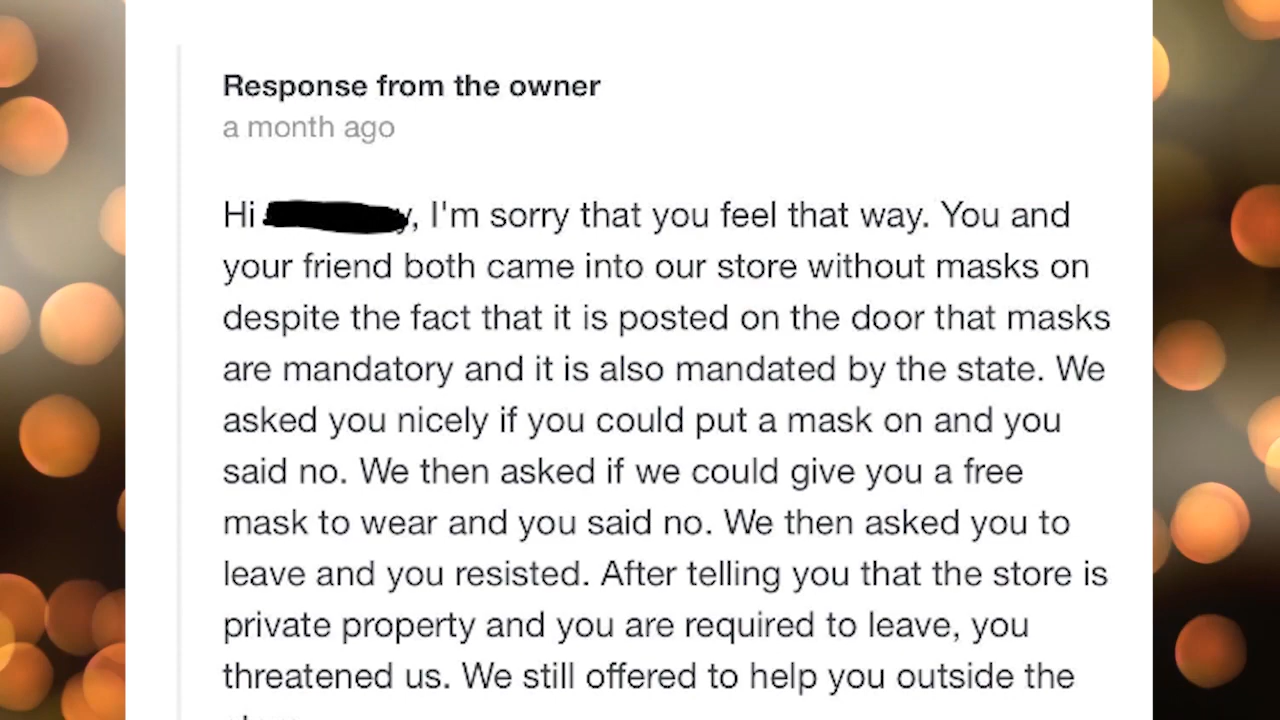 Response from the owner
a month ago
Hi y, I'm sorry that you feel that way. You and
your friend both came into our store without masks on
despite the fact that it is posted on the door that masks
are mandatory and it is also mandated by the state. We
asked you nicely if you could put a mask on and you
said no. We then asked if we could give you a free
mask to wear and you said no. We then asked you to
leave and you resisted. After telling you that the store is
private property and you are required to leave, you
threatened us. We still offered to help you outside the